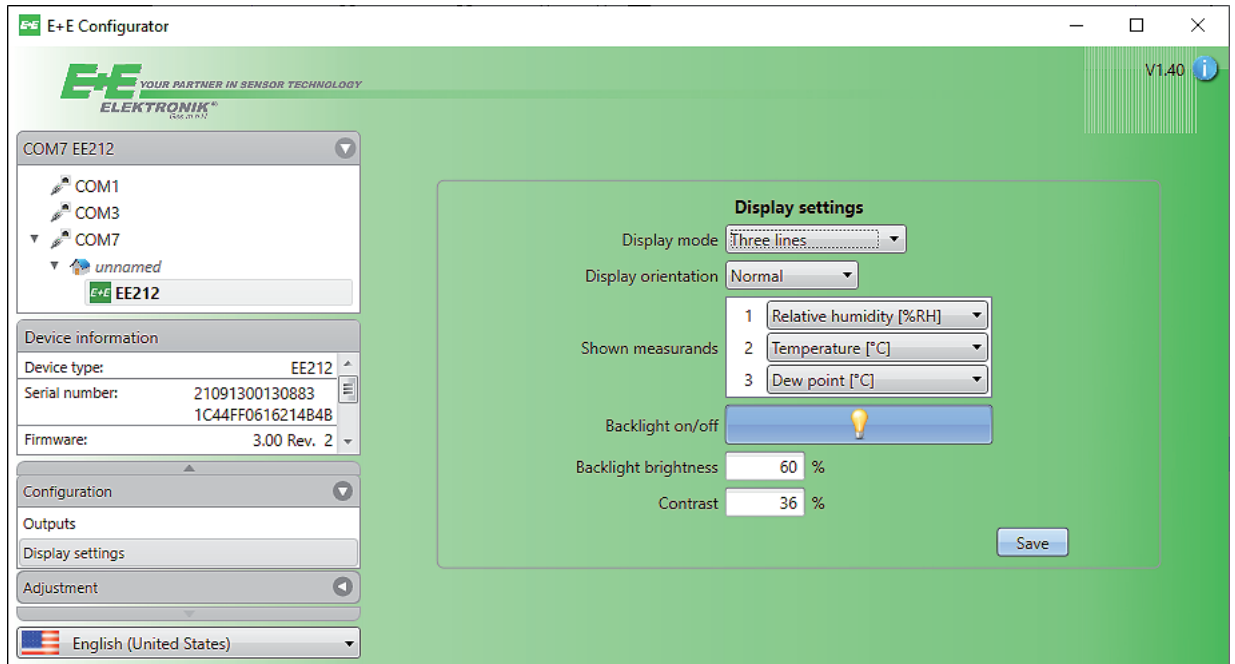 E+E E+E Configurator
V1.40 i
E+E
YOUR PARTNER IN SENSOR TECHNOLOGY
ELEKTRONIK®
Ges.m.b.H.
COM7 EE212
COM1
COM3
COM7
unnamed
E+E EE212
Device information
Device type: EE212
Serial number: 21091300130883
1C44FF0616214B4B
Firmware: 3.00 Rev. 2
Configuration
Outputs
Display settings
Adjustment
English (United States)
Display settings
Display mode Three lines
Display orientation Normal
Shown measurands
1 Relative humidity [%RH]
2 Temperature [°C]
3 Dew point [°C]
Backlight on/off
Backlight brightness 60 %
Contrast 36 %
Save